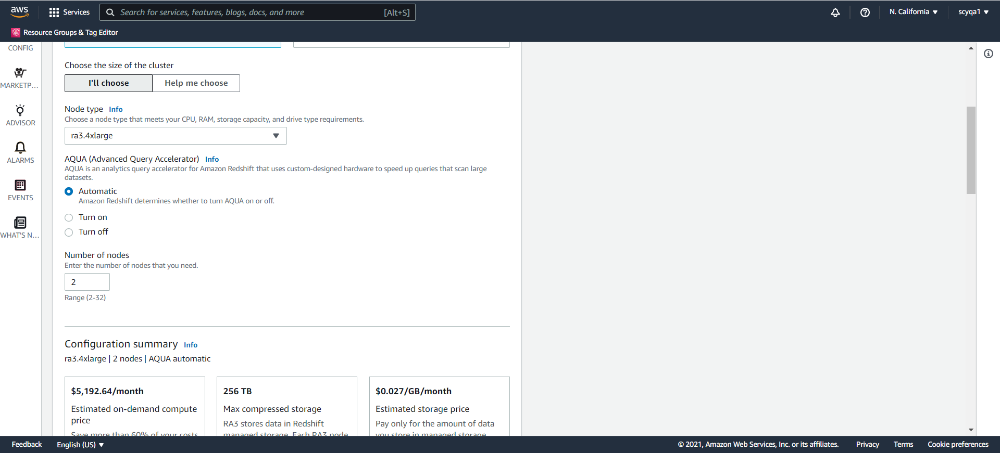 aws
Services
Search for services, features, blogs, docs, and more
[Alt+S]
N. California
scyqa1
Resource Groups & Tag Editor
CONFIG
MARKETP...
ADVISOR
ALARMS
EVENTS
WHAT'S N...
Choose the size of the cluster
I'll choose
Help me choose
Node type Info
Choose a node type that meets your CPU, RAM, storage capacity, and drive type requirements.
ra3.4xlarge
AQUA (Advanced Query Accelerator) Info
AQUA is an analytics query accelerator for Amazon Redshift that uses custom-designed hardware to speed up queries that scan large
datasets.
Automatic
Amazon Redshift determines whether to turn AQUA on or off.
Turn on
Turn off
Number of nodes
Enter the number of nodes that you need.
2
Range (2-32)
Configuration summary Info
ra3.4xlarge | 2 nodes | AQUA automatic
$5,192.64/month
Estimated on-demand compute
price
Save more than 60% of your costs
256 TB
Max compressed storage
RA3 stores data in Redshift
managed storage. Each RA3 node
$0.027/GB/month
Estimated storage price
Pay only for the amount of data
you store in managed storage
Feedback
English (US)
© 2021, Amazon Web Services, Inc. or its affiliates.
Privacy
Terms
Cookie preferences